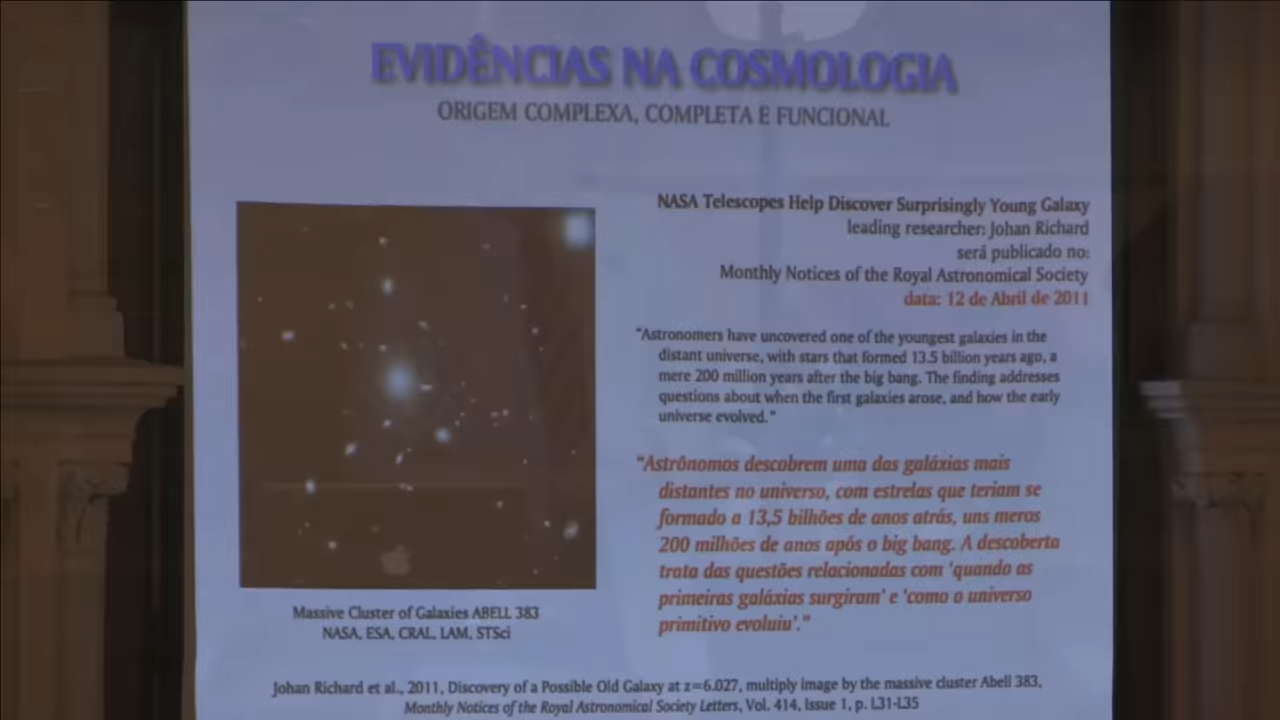 EVIDÊNCIAS NA COSMOLOGIA
ORIGEM COMPLEXA, COMPLETA E FUNCIONAL
NASA Telescopes Help Discover Surprisingly Young Galaxy
leading researcher: Johan Richard
será publicado no:
Monthly Notices of the Royal Astronomical Society
data: 12 de Abril de 2011
"Astronomers have uncovered one of the youngest galaxies in the
distant universe, with stars that formed 13.5 billion years ago, a
mere 200 million years after the big bang. The finding addresses
questions about when the first galaxies arose, and how the early
universe evolved."
"Astrônomos descobrem uma das galáxias mais
distantes no universo, com estrelas que teriam se
formado a 13,5 bilhões de anos atrás, uns meros
200 milhões de anos após o big bang. A descoberta
trata das questões relacionadas com 'quando as
primeiras galáxias surgiram' e 'como o universo
primitivo evoluiu'."
Massive Cluster of Galaxies ABELL 383
NASA, ESA, CRAL, LAM, STScI
Johan Richard et al., 2011, Discovery of a Possible Old Galaxy at z=6.027, multiply image by the massive cluster Abell 383,
Monthly Notices of the Royal Astronomical Society Letters, Vol. 414, Issue 1, p. L31-L35